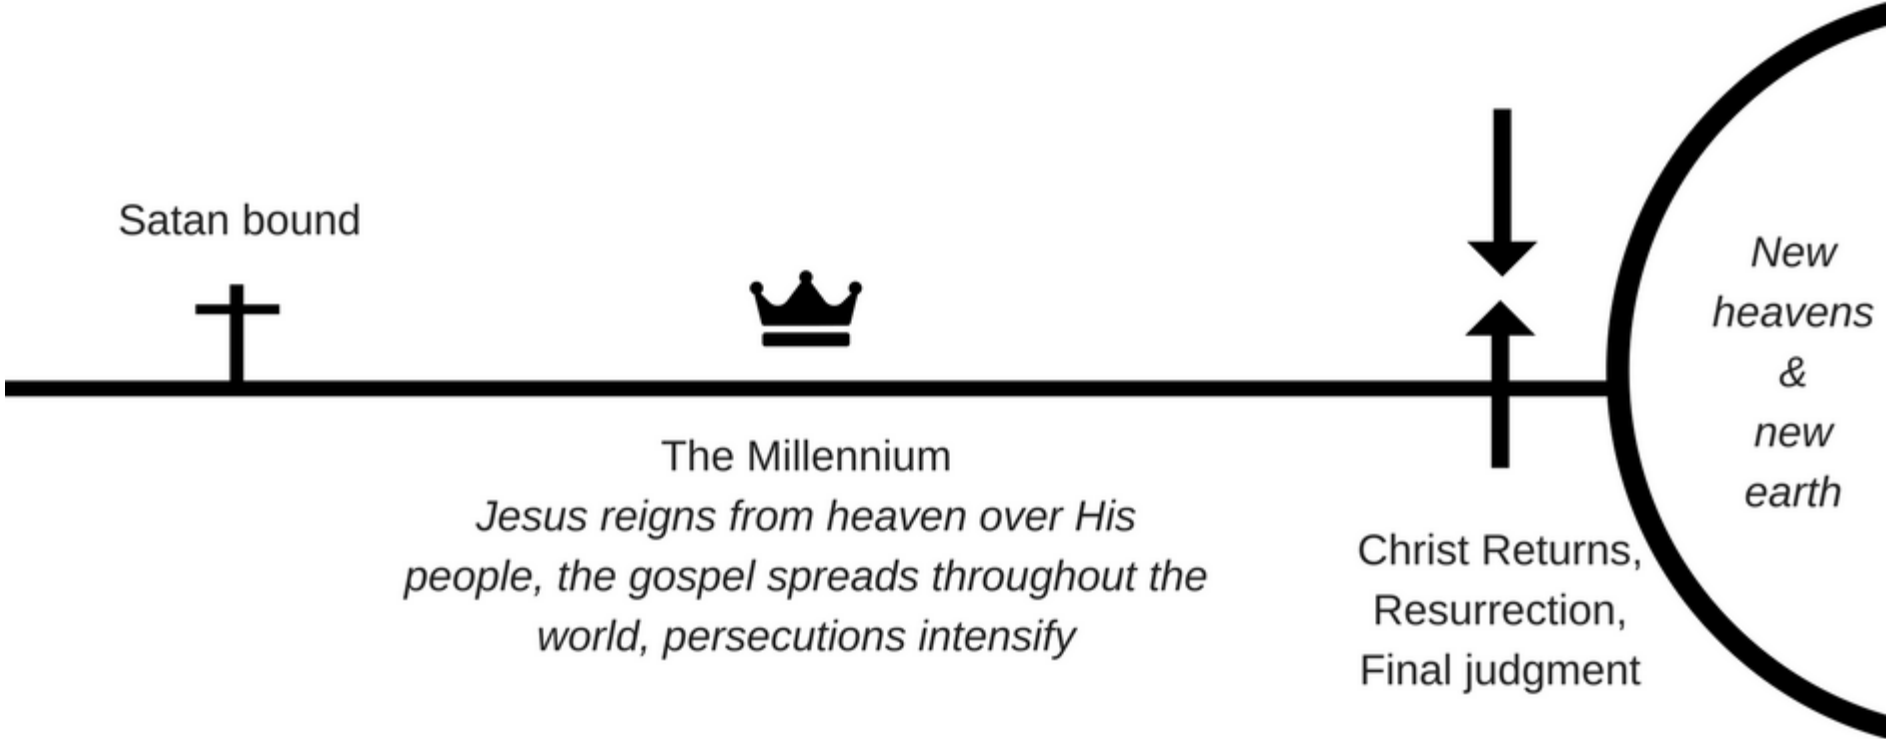 Satan bound
The Millennium
Jesus reigns from heaven over His
people, the gospel spreads throughout the
world, persecutions intensify
Christ Returns,
Resurrection,
Final judgment
New
heavens
&
new
earth